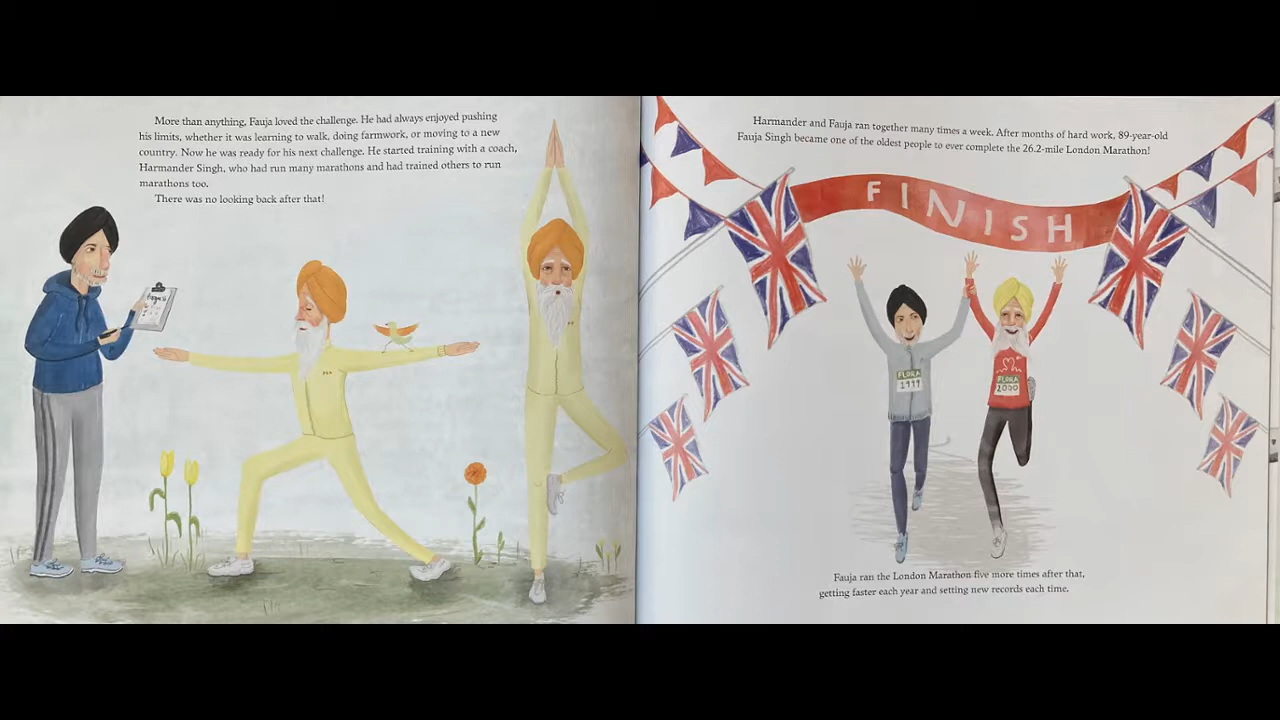 More than anything, Fauja loved the challenge. He had always enjoyed pushing
his limits, whether it was learning to walk, doing farmwork, or moving to a new
country. Now he was ready for his next challenge. He started training with a coach,
Harmander Singh, who had run many marathons and had trained others to run
marathons too.
There was no looking back after that!
Harmander and Fauja ran together many times a week. After months of hard work, 89-year-old
Fauja Singh became one of the oldest people to ever complete the 26.2-mile London Marathon!
FINISH
FLORA
1999
FLORA
2000
Fauja ran the London Marathon five more times after that,
getting faster each year and setting new records each time.